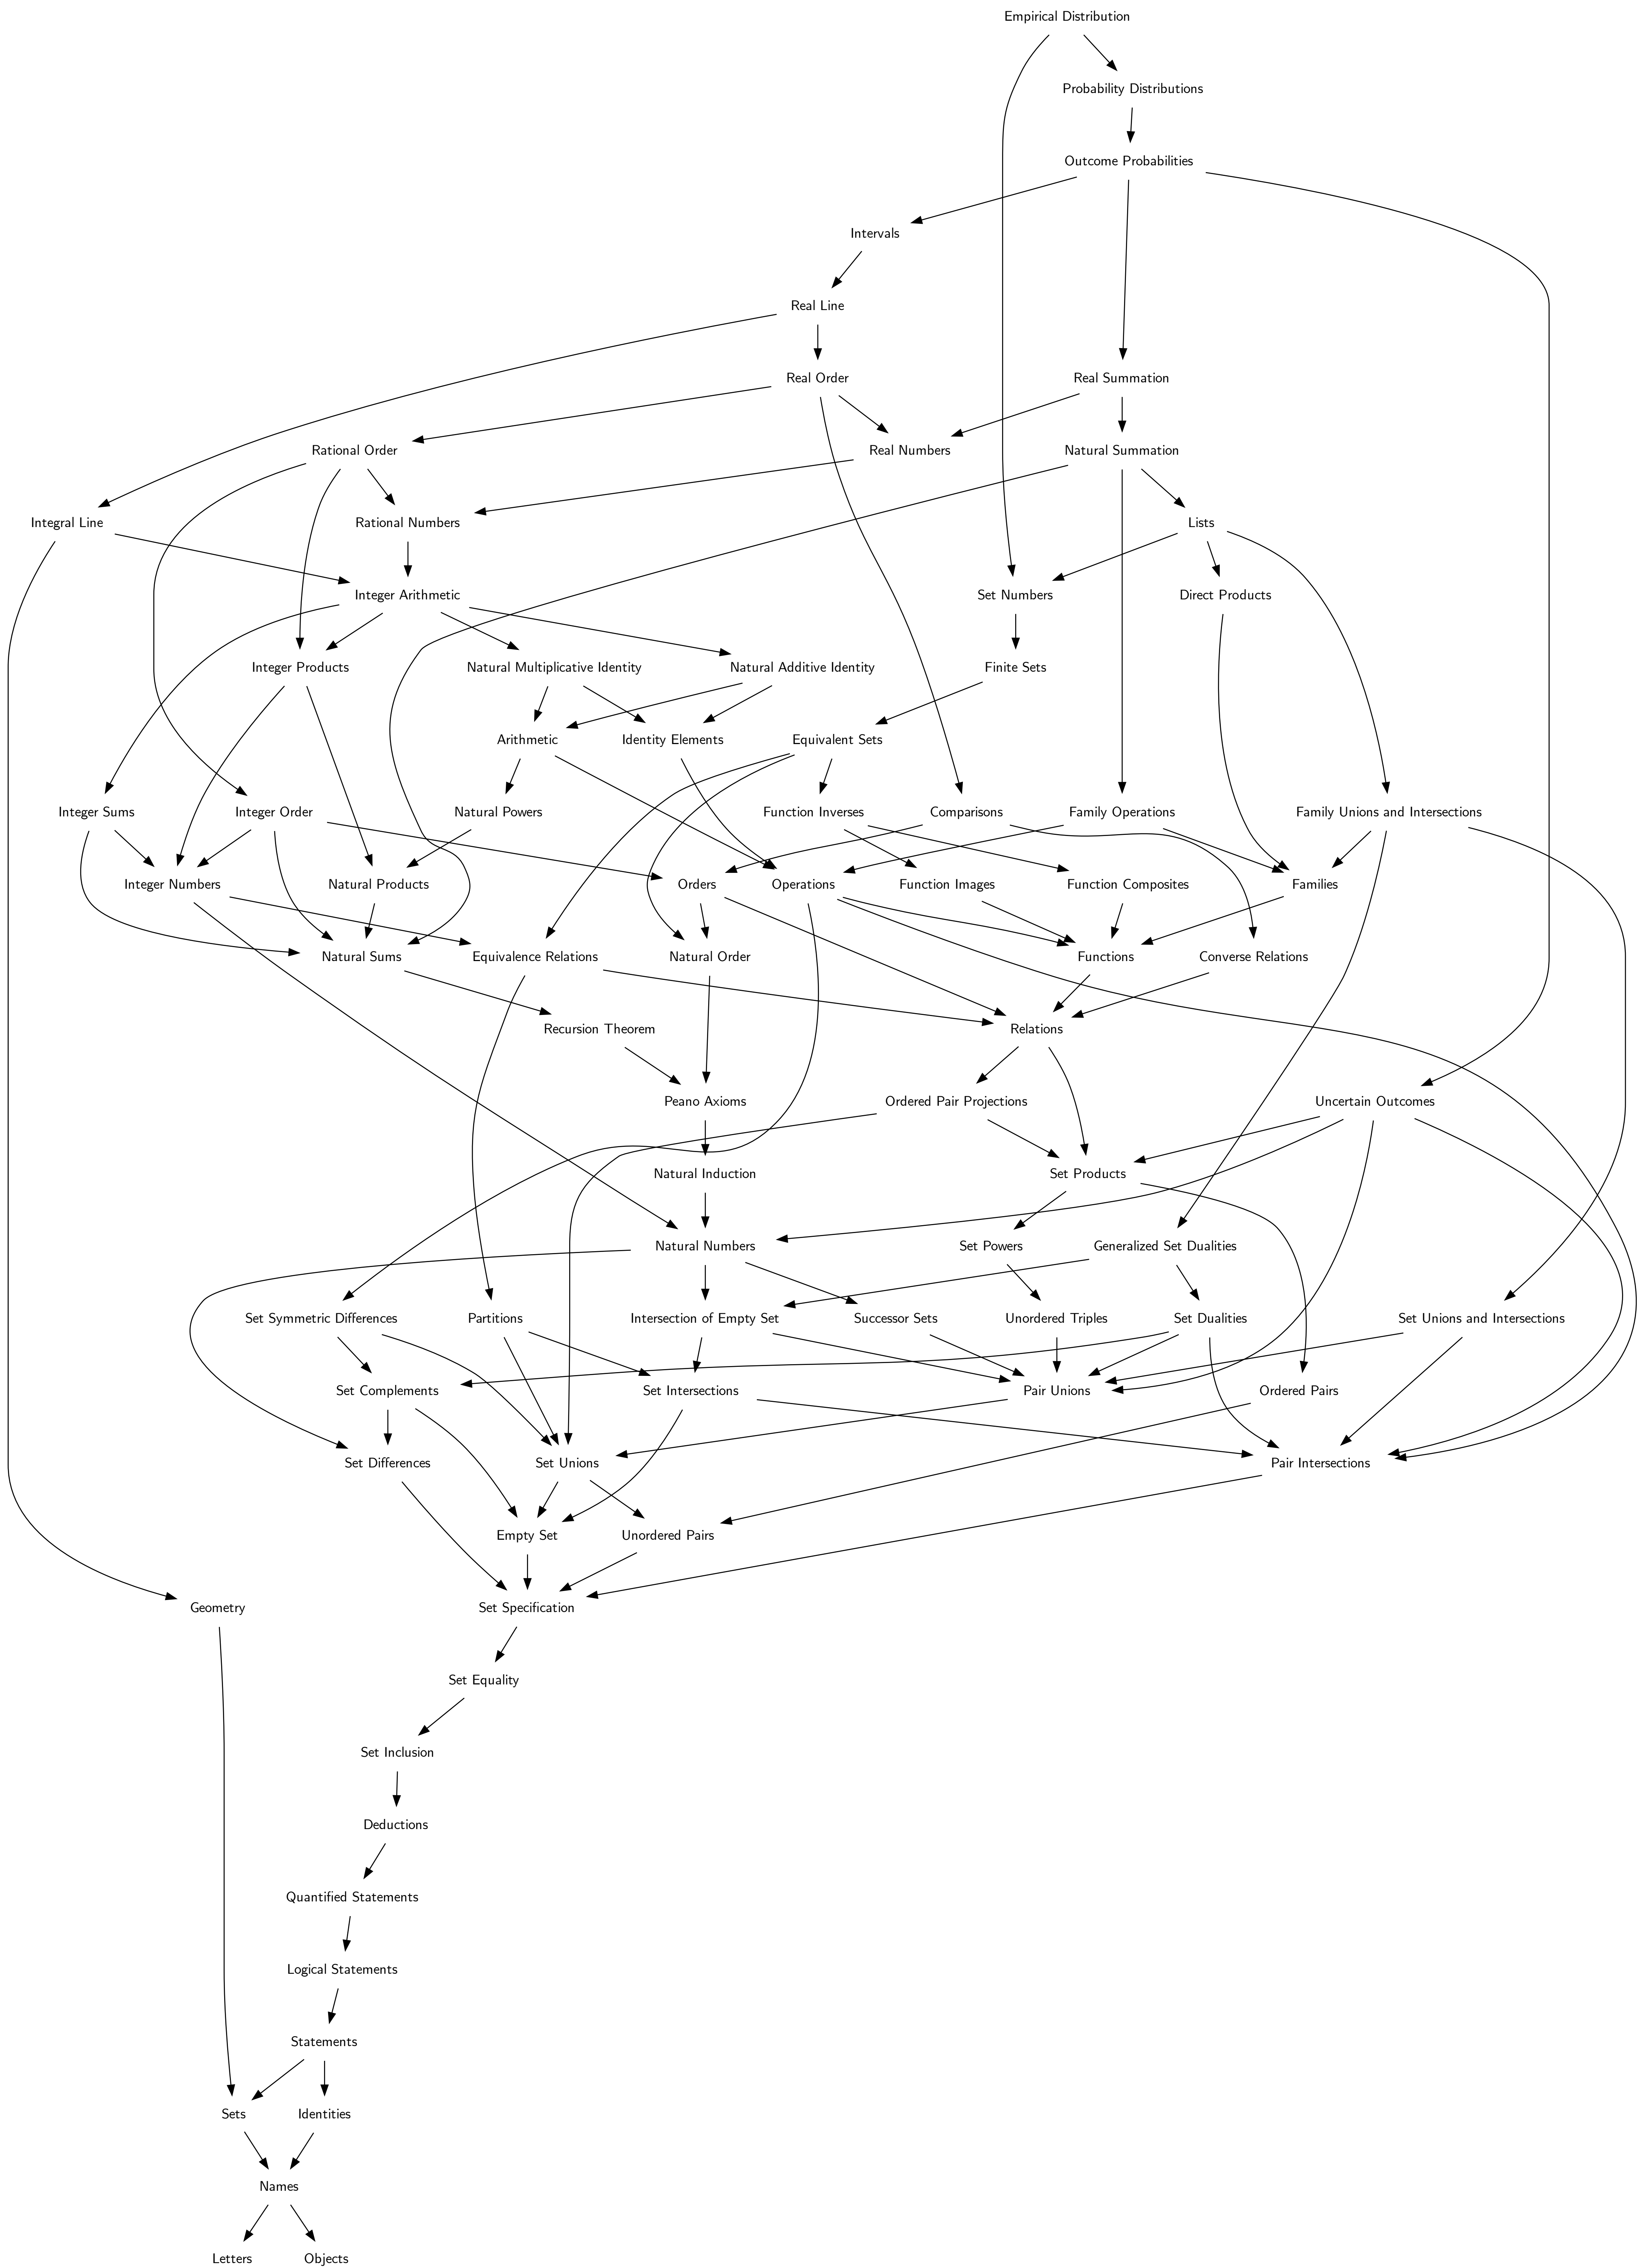 Empirical Distribution
Probability Distributions
Outcome Probabilities
Intervals
Real Line
Real Order
Real Summation
Rational Order
Real Numbers
Natural Summation
Integral Line
Rational Numbers
Lists
Integer Arithmetic
Set Numbers
Direct Products
Integer Products
Natural Multiplicative Identity
Natural Additive Identity
Finite Sets
Arithmetic
Identity Elements
Equivalent Sets
Integer Sums
Integer Order
Natural Powers
Function Inverses
Comparisons
Family Operations
Family Unions and Intersections
Integer Numbers
Natural Products
Orders
Operations
Function Images
Function Composites
Families
Natural Sums
Equivalence Relations
Natural Order
Functions
Converse Relations
Recursion Theorem
Relations
Peano Axioms
Ordered Pair Projections
Uncertain Outcomes
Natural Induction
Set Products
Natural Numbers
Set Powers
Generalized Set Dualities
Set Symmetric Differences
Partitions
Intersection of Empty Set
Successor Sets
Unordered Triples
Set Dualities
Set Unions and Intersections
Set Complements
Set Intersections
Pair Unions
Ordered Pairs
Set Differences
Set Unions
Pair Intersections
Empty Set
Unordered Pairs
Geometry
Set Specification
Set Equality
Set Inclusion
Deductions
Quantified Statements
Logical Statements
Statements
Sets
Identities
Names
Letters
Objects